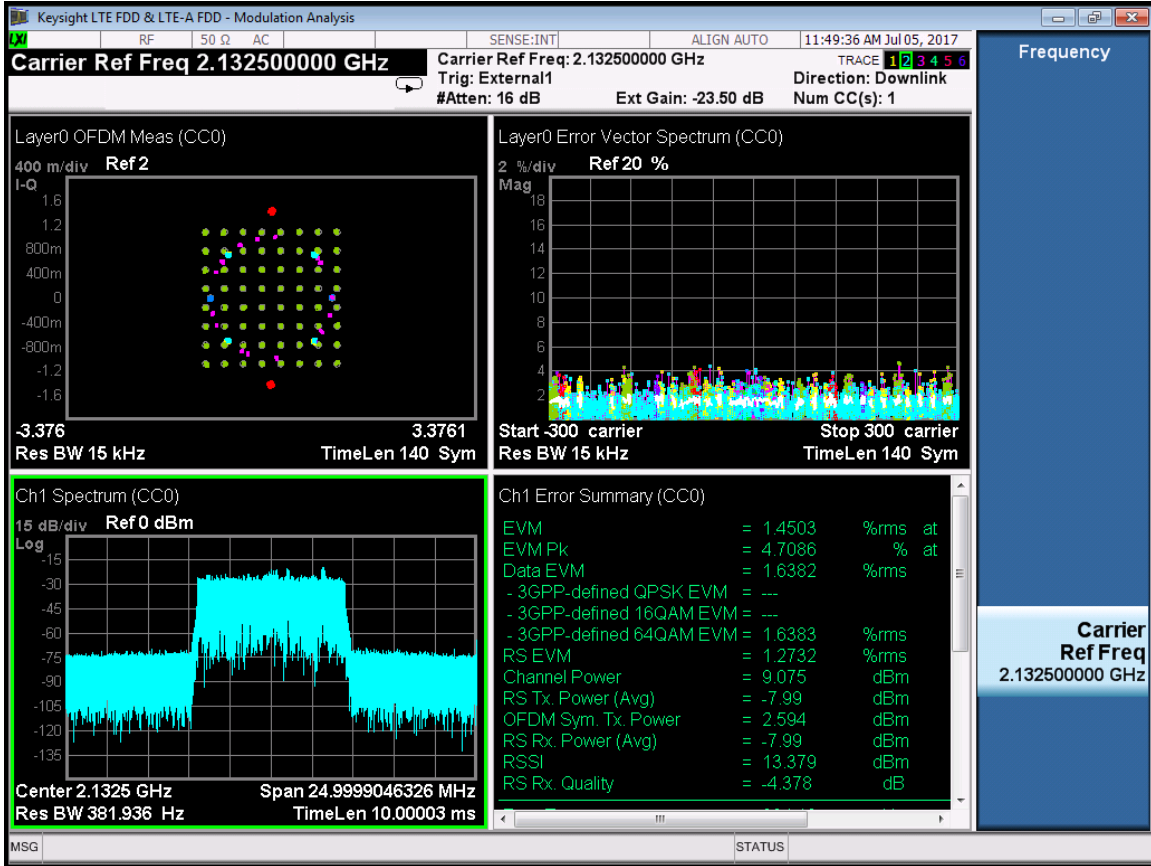 Keysight LTE FDD & LTE-A FDD - Modulation Analysis
LXI RF 50 Ω AC SENSE:INT ALIGN AUTO 11:49:36 AM Jul 05, 2017
Carrier Ref Freq 2.132500000 GHz
Carrier Ref Freq: 2.132500000 GHz
Trig: External1
#Atten: 16 dB Ext Gain: -23.50 dB
TRACE 1 2 3 4 5 6
Direction: Downlink
Num CC(s): 1
Frequency
Layer0 OFDM Meas (CC0)
400 m/div Ref 2
I-Q
1.6
1.2
800m
400m
0
-400m
-800m
-1.2
-1.6
-3.376 3.3761
Res BW 15 kHz TimeLen 140 Sym
Layer0 Error Vector Spectrum (CC0)
2 %/div Ref 20 %
Mag
18
16
14
12
10
8
6
4
2
Start -300 carrier Stop 300 carrier
Res BW 15 kHz TimeLen 140 Sym
Ch1 Spectrum (CC0)
15 dB/div Ref 0 dBm
Log
-15
-30
-45
-60
-75
-90
-105
-120
-135
Center 2.1325 GHz Span 24.9999046326 MHz
Res BW 381.936 Hz TimeLen 10.00003 ms
Ch1 Error Summary (CC0)
EVM = 1.4503 %rms at
EVM Pk = 4.7086 % at
Data EVM = 1.6382 %rms
- 3GPP-defined QPSK EVM = ---
- 3GPP-defined 16QAM EVM = ---
- 3GPP-defined 64QAM EVM = 1.6383 %rms
RS EVM = 1.2732 %rms
Channel Power = 9.075 dBm
RS Tx. Power (Avg) = -7.99 dBm
OFDM Sym. Tx. Power = 2.594 dBm
RS Rx. Power (Avg) = -7.99 dBm
RSSI = 13.379 dBm
RS Rx. Quality = -4.378 dB
Carrier
Ref Freq
2.132500000 GHz
MSG STATUS